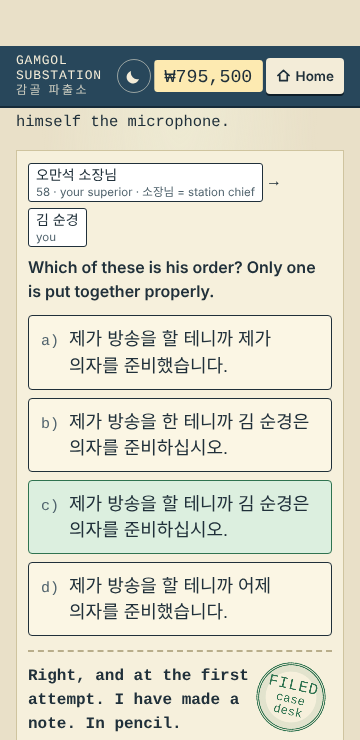 GAMGOL
SUBSTATION
감골 파출소
₩795,500
Home
himself the microphone.
오만석 소장님
58 · your superior · 소장님 = station chief
→
김 순경
you
Which of these is his order? Only one
is put together properly.
a) 제가 방송을 할 테니까 제가
의자를 준비했습니다.
b) 제가 방송을 한 테니까 김 순경은
의자를 준비하십시오.
c) 제가 방송을 할 테니까 김 순경은
의자를 준비하십시오.
d) 제가 방송을 할 테니까 어제
의자를 준비했습니다.
Right, and at the first
attempt. I have made a
note. In pencil.
FILED
case
desk